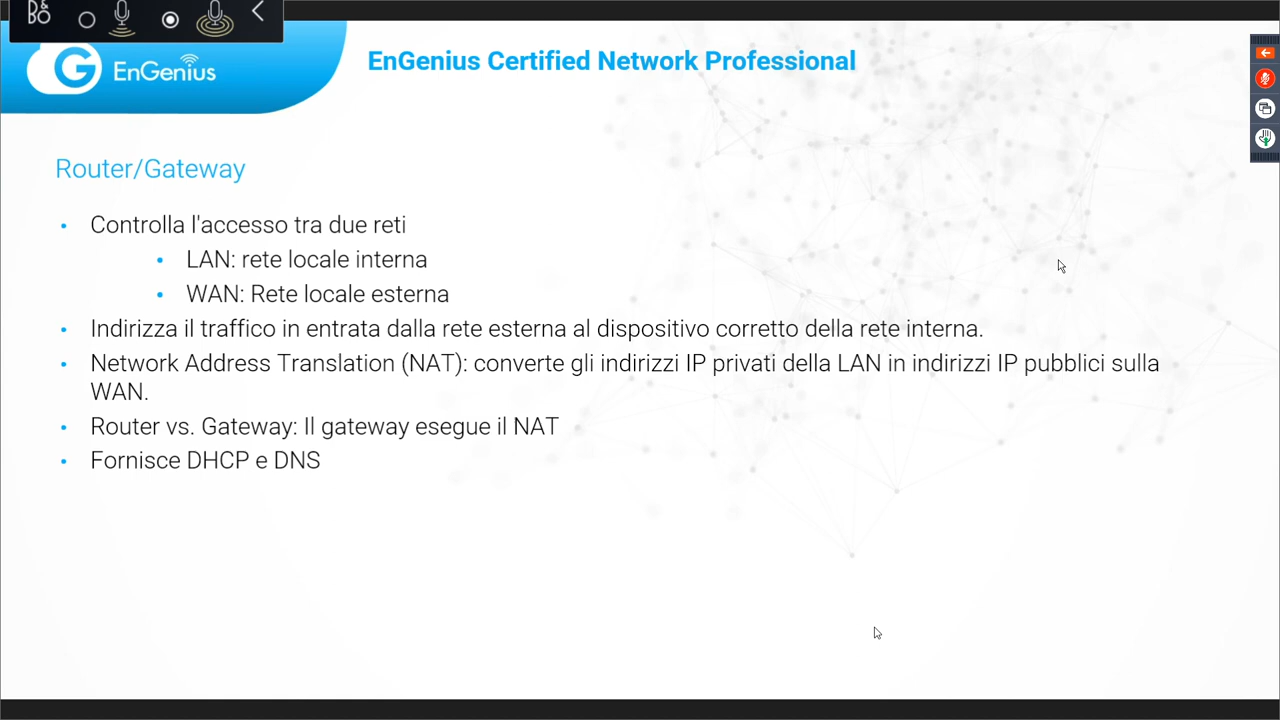 B&O
EnGenius
EnGenius Certified Network Professional
Router/Gateway
• Controlla l'accesso tra due reti
• LAN: rete locale interna
• WAN: Rete locale esterna
• Indirizza il traffico in entrata dalla rete esterna al dispositivo corretto della rete interna.
• Network Address Translation (NAT): converte gli indirizzi IP privati della LAN in indirizzi IP pubblici sulla
WAN.
• Router vs. Gateway: Il gateway esegue il NAT
• Fornisce DHCP e DNS